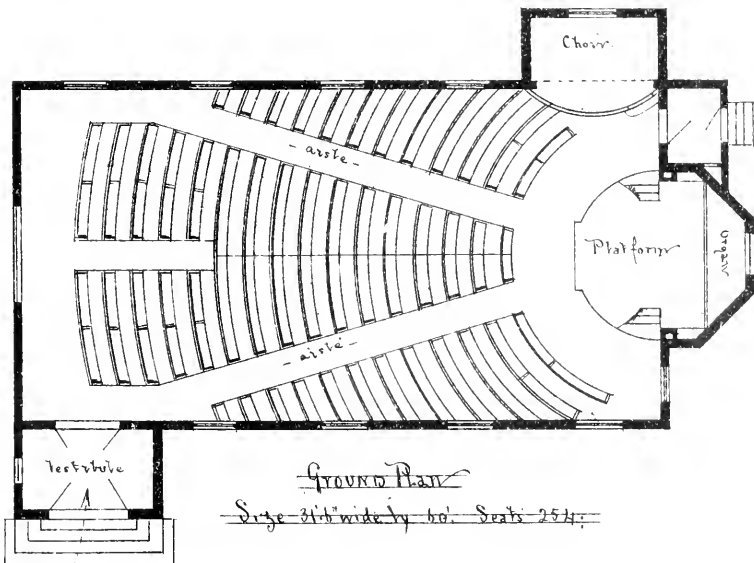 Choir
- aisle -
Platform
Organ
- aisle -
Vestibule
Ground Plan
Size 31'6" wide by 60'. Seats 254.